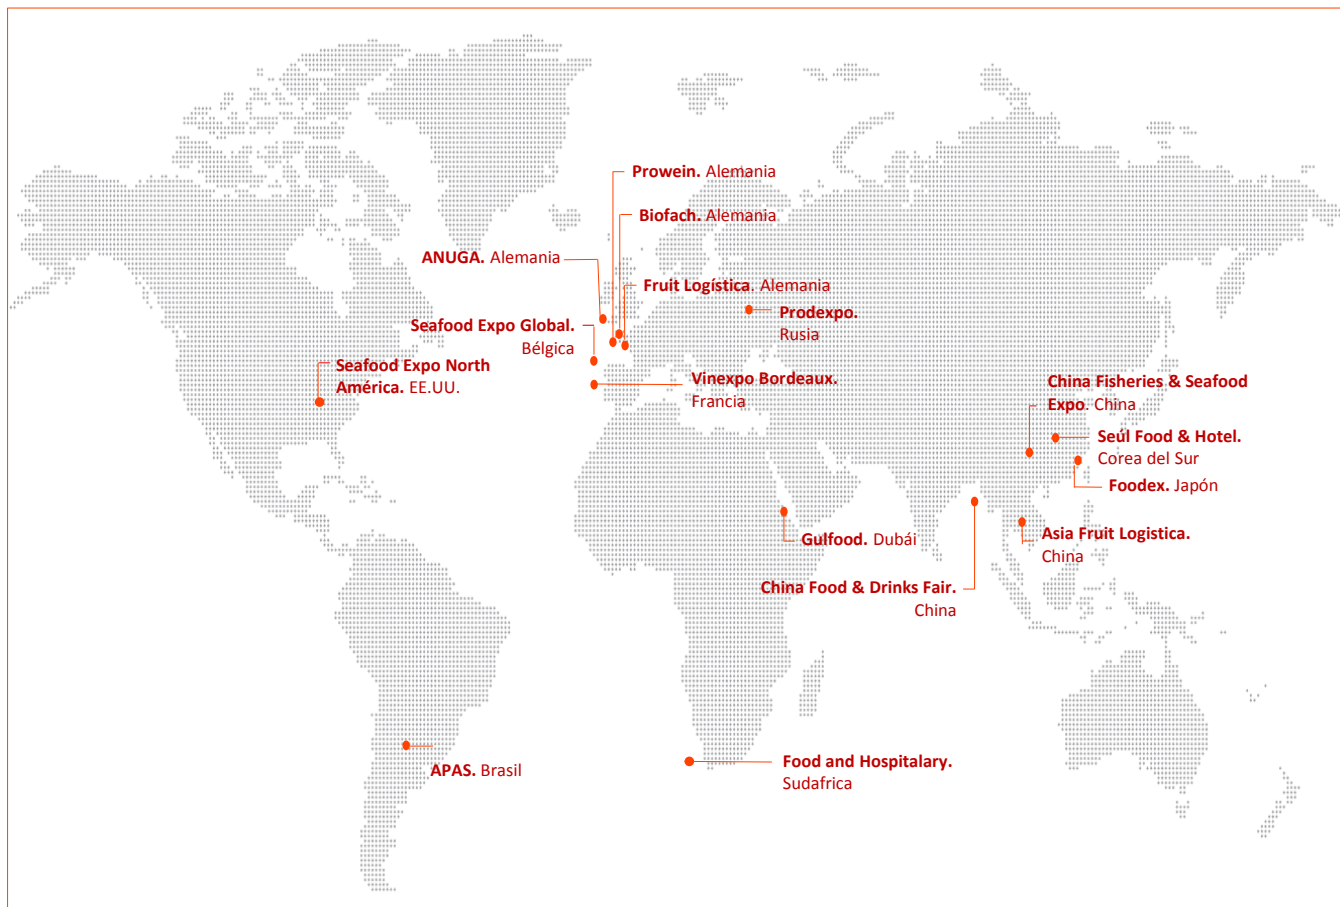 Prowein. Alemania
Biofach. Alemania
ANUGA. Alemania
Fruit Logística. Alemania
Prodexpo.
Rusia
Seafood Expo Global.
Bélgica
Seafood Expo North
América. EE.UU.
Vinexpo Bordeaux.
Francia
China Fisheries & Seafood
Expo. China
Seúl Food & Hotel.
Corea del Sur
Foodex. Japón
Gulfood. Dubái
Asia Fruit Logistica.
China
China Food & Drinks Fair.
China
APAS. Brasil
Food and Hospitalary.
Sudafrica